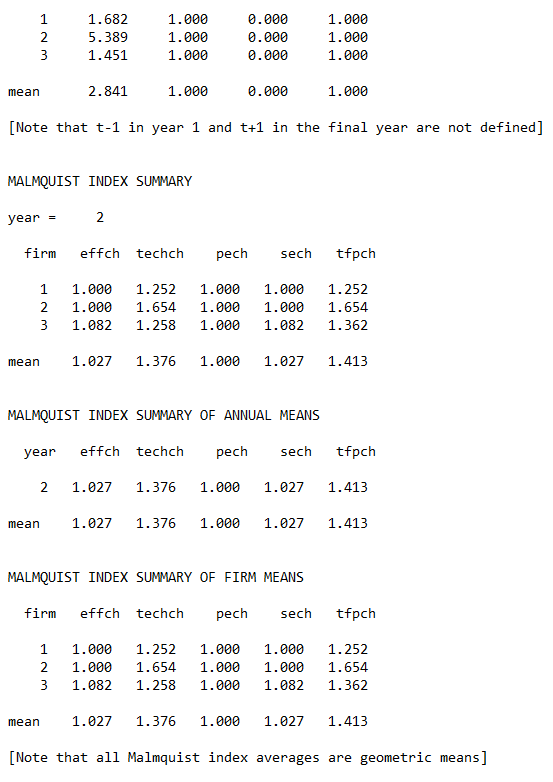 1 1.682 1.000 0.000 1.000
2 5.389 1.000 0.000 1.000
3 1.451 1.000 0.000 1.000
mean 2.841 1.000 0.000 1.000
[Note that t-1 in year 1 and t+1 in the final year are not defined]
MALMQUIST INDEX SUMMARY
year = 2
firm effch techch pech sech tfpch
1 1.000 1.252 1.000 1.000 1.252
2 1.000 1.654 1.000 1.000 1.654
3 1.082 1.258 1.000 1.082 1.362
mean 1.027 1.376 1.000 1.027 1.413
MALMQUIST INDEX SUMMARY OF ANNUAL MEANS
year effch techch pech sech tfpch
2 1.027 1.376 1.000 1.027 1.413
mean 1.027 1.376 1.000 1.027 1.413
MALMQUIST INDEX SUMMARY OF FIRM MEANS
firm effch techch pech sech tfpch
1 1.000 1.252 1.000 1.000 1.252
2 1.000 1.654 1.000 1.000 1.654
3 1.082 1.258 1.000 1.082 1.362
mean 1.027 1.376 1.000 1.027 1.413
[Note that all Malmquist index averages are geometric means]